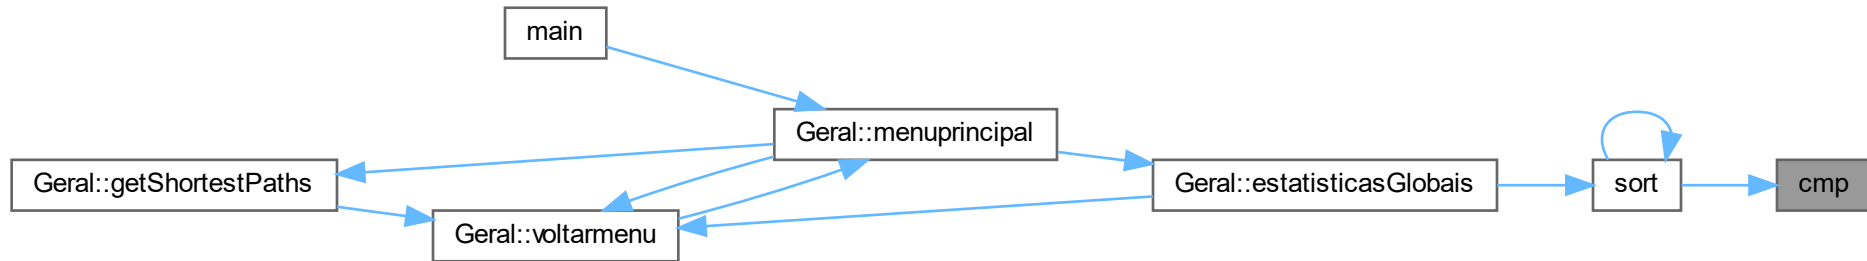 main
Geral::menuprincipal
Geral::getShortestPaths
Geral::voltarmenu
Geral::estatisticasGlobais
sort
cmp